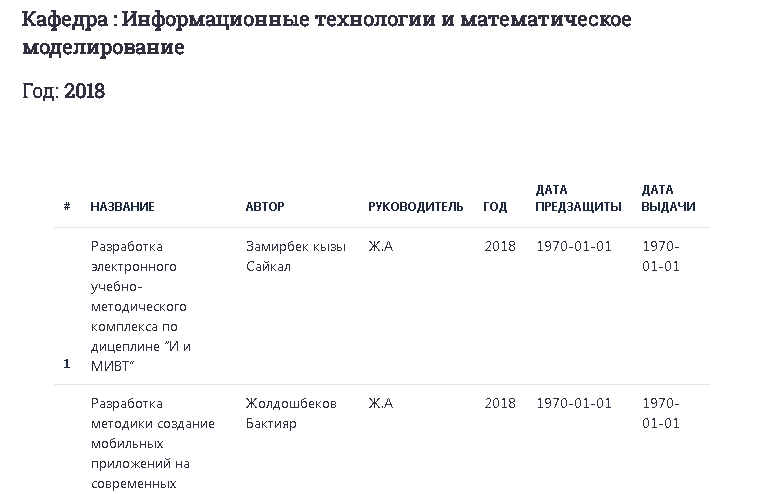 Кафедра : Информационные технологии и математическое
моделирование
Год: 2018
# НАЗВАНИЕ АВТОР РУКОВОДИТЕЛЬ ГОД ДАТА ПРЕДЗАЩИТЫ ДАТА ВЫДАЧИ
Разработка Замирбек кызы Ж.А 2018 1970-01-01 1970-
электронного Сайкал 01-01
учебно-
методического
комплекса по
дицеплине “И и
1 МИВТ“
Разработка Жолдошбеков Ж.А 2018 1970-01-01 1970-
методики создание Бактияр 01-01
мобильных
приложений на
современных